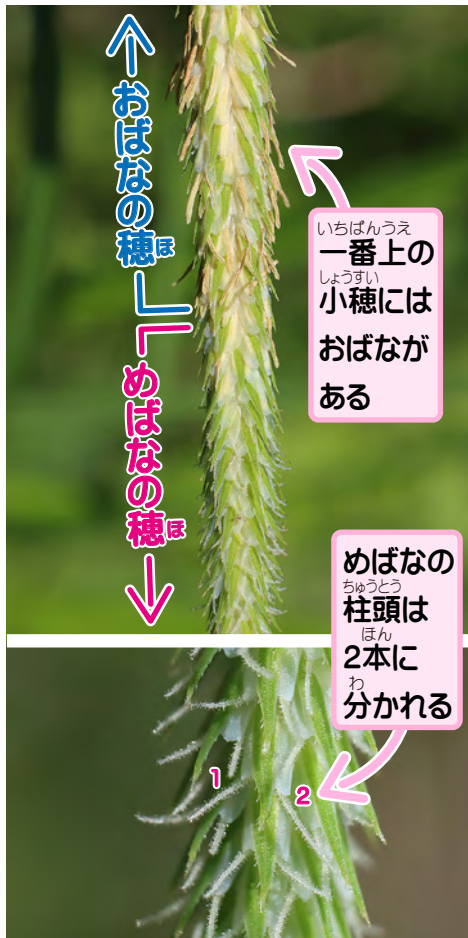 おばなの穂
ほ
いちばんうえ
一番上の
しょうすい
小穂には
おばなが
ある
めばなの穂
ほ
めばなの
ちゅうとう
柱頭は
ほん
2本に
わ
分かれる
1
2